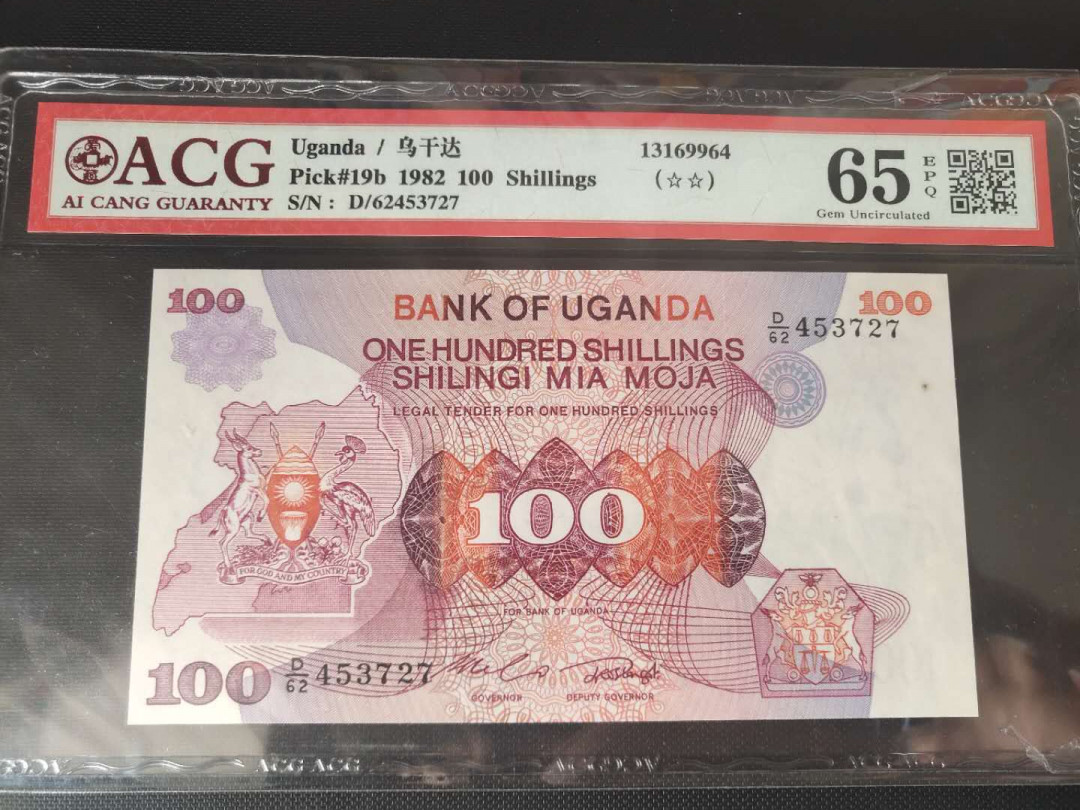 ACG
AI CANG GUARANTY
Uganda / 乌干达
Pick#19b 1982 100 Shillings
S/N : D/62453727
13169964
(☆☆)
65
EPQ
Gem Uncirculated
100
BANK OF UGANDA
100
D/62 453727
ONE HUNDRED SHILLINGS
SHILINGI MIA MOJA
LEGAL TENDER FOR ONE HUNDRED SHILLINGS
100
FOR GOD AND MY COUNTRY
FOR BANK OF UGANDA
100
D/62 453727
GOVERNOR
DEPUTY GOVERNOR
ACG ACG